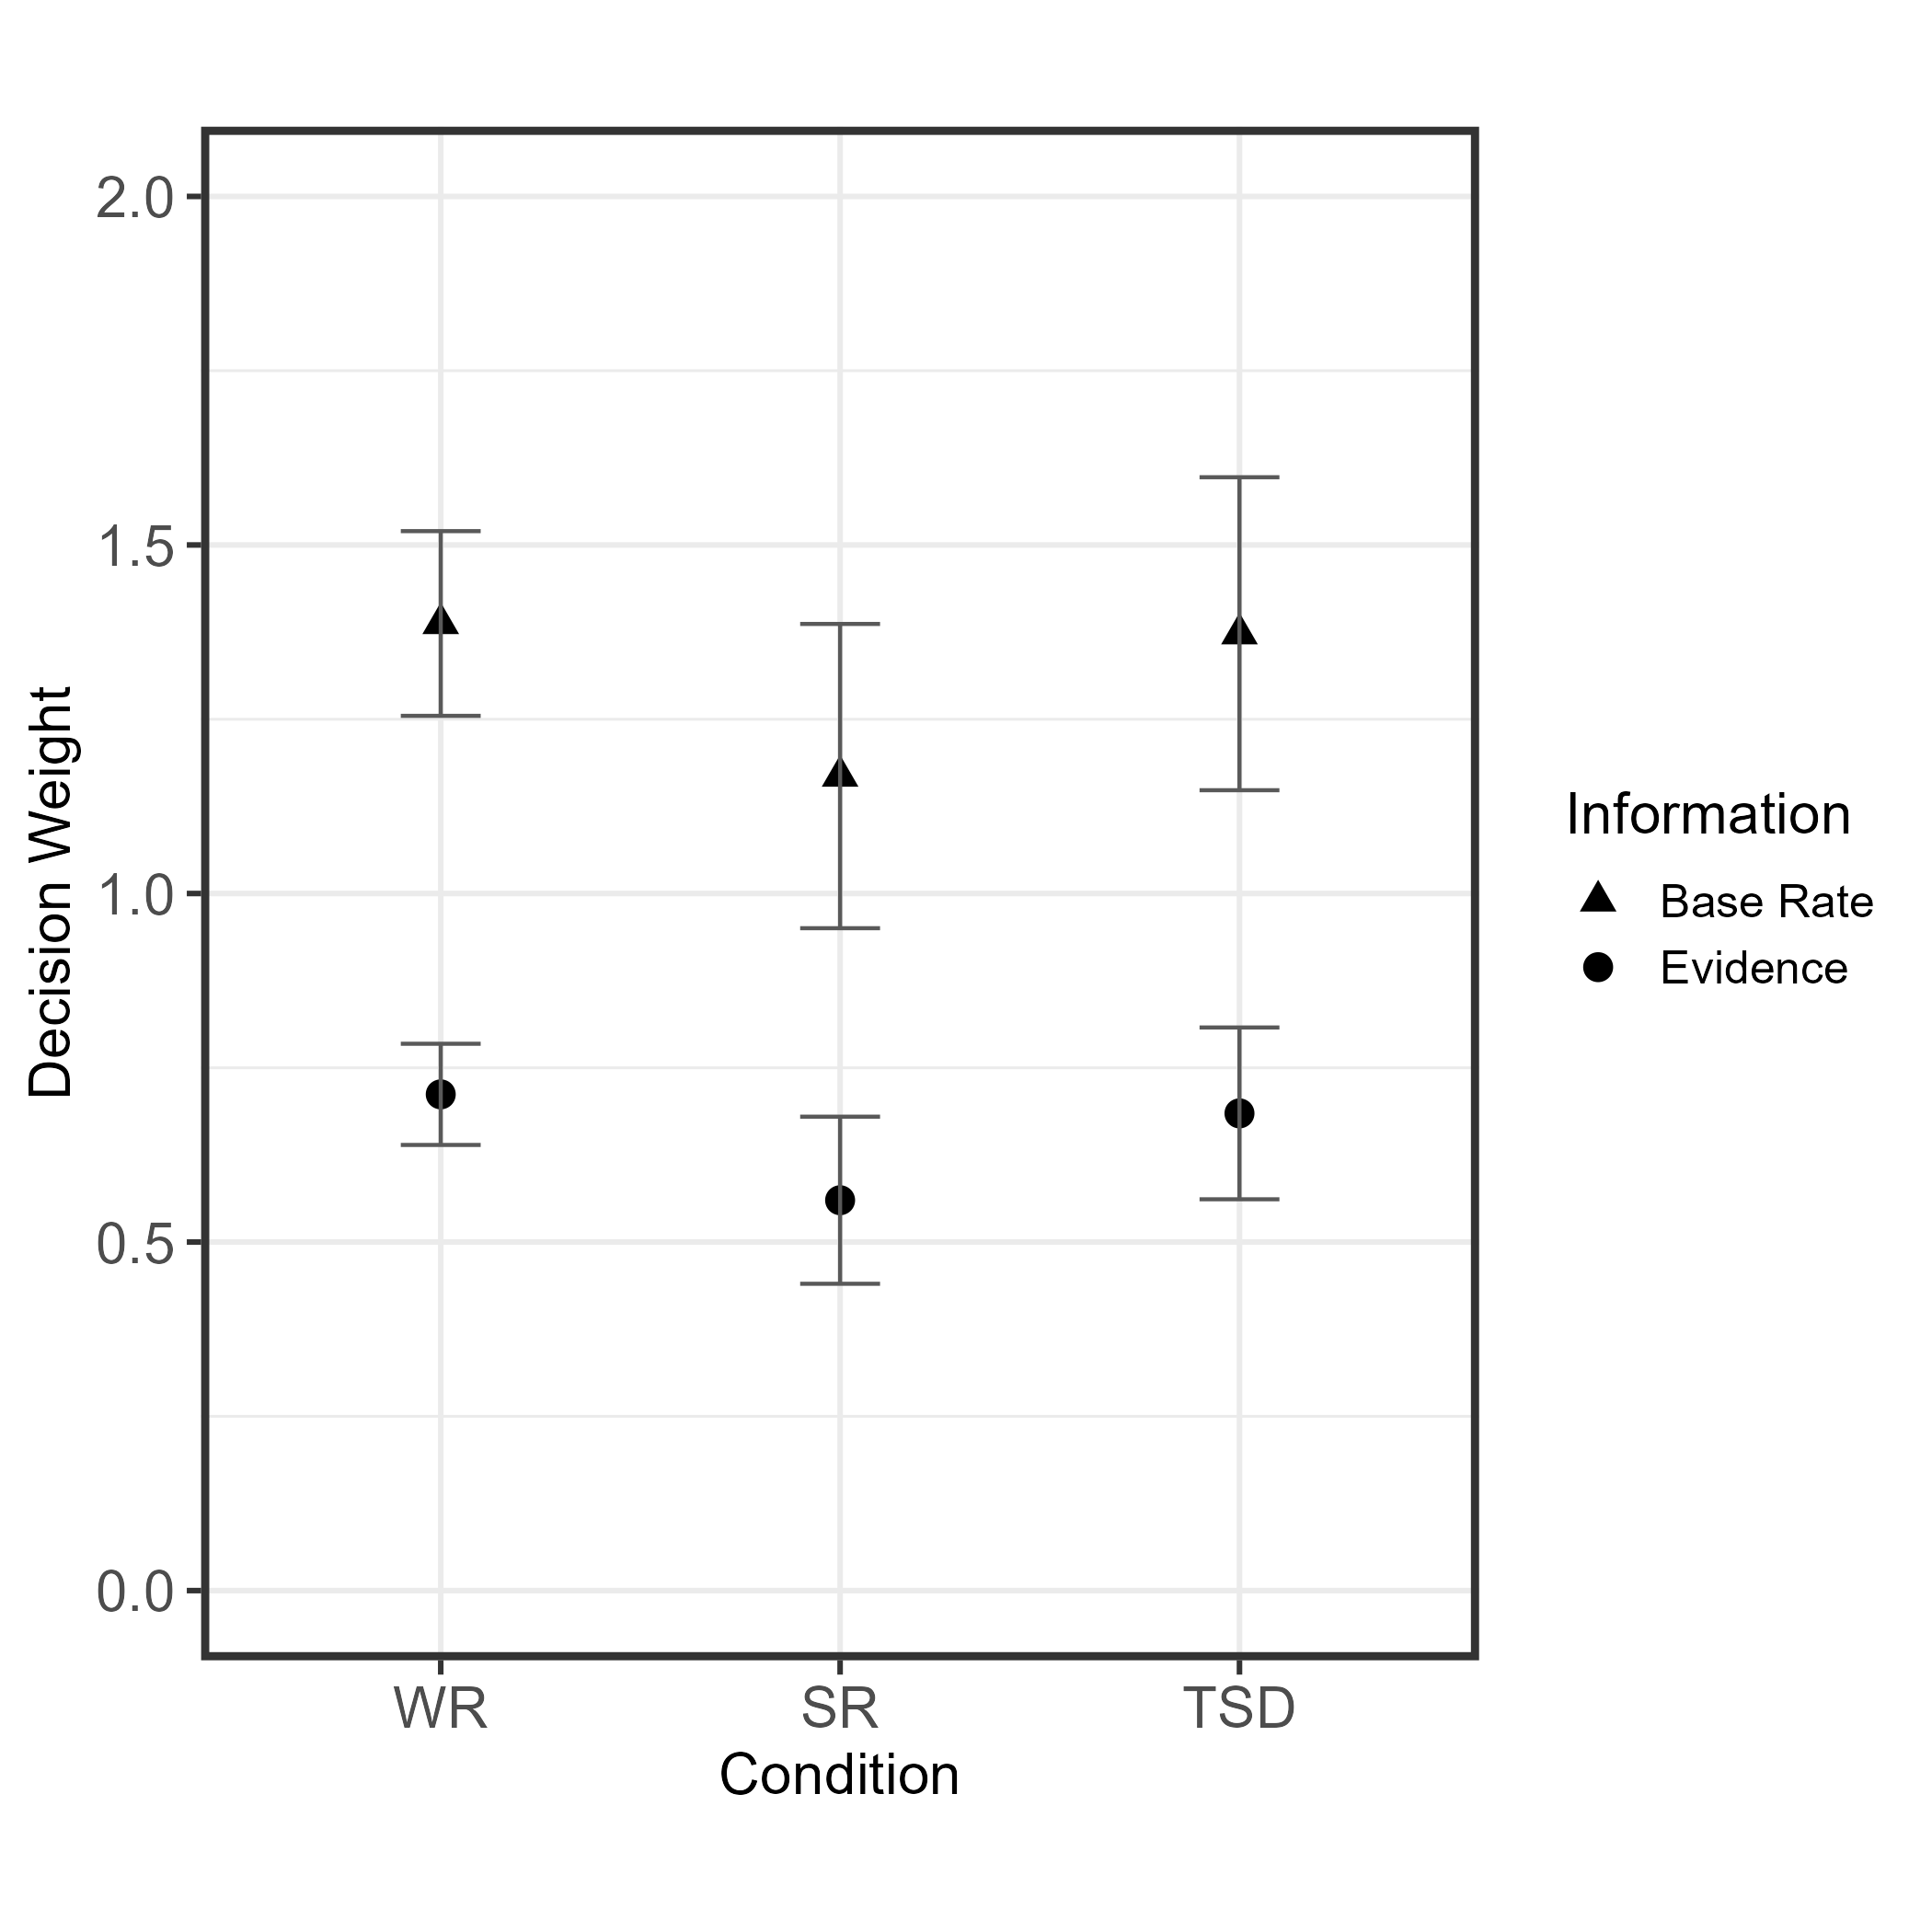 2.0
1.5
1.0
0.5
0.0
Decision Weight
WR SR TSD
Condition
Information
Base Rate
Evidence